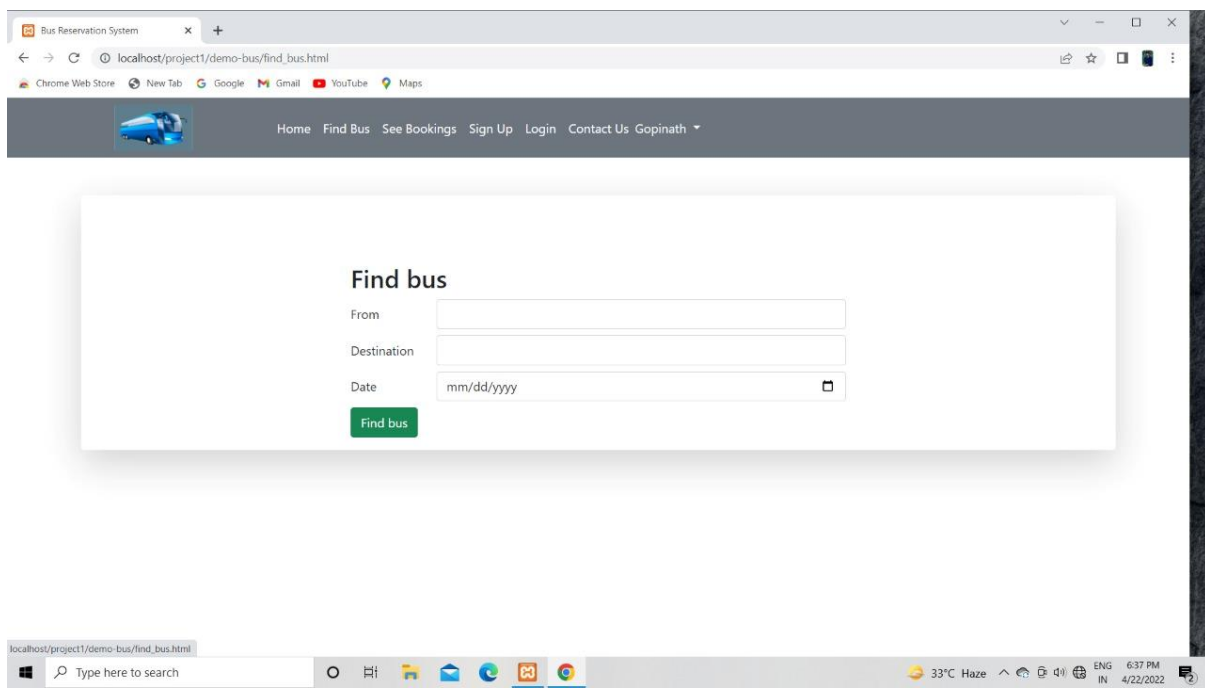 Bus Reservation System
localhost/project1/demo-bus/find_bus.html
Chrome Web Store New Tab Google Gmail YouTube Maps
Home Find Bus See Bookings Sign Up Login Contact Us Gopinath
Find bus
From
Destination
Date mm/dd/yyyy
Find bus
localhost/project1/demo-bus/find_bus.html
Type here to search
33°C Haze
ENG
IN
6:37 PM
4/22/2022
2